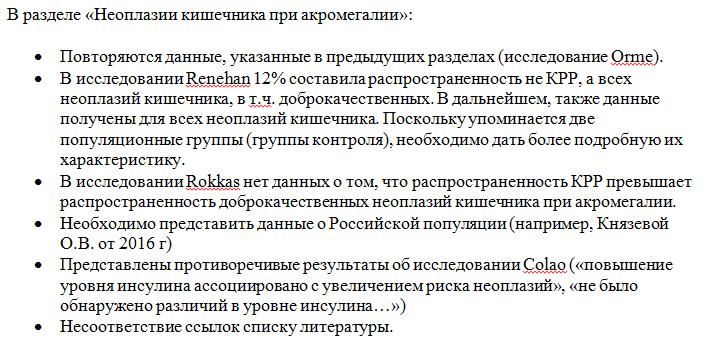 В разделе «Неоплазии кишечника при акромегалии»:
• Повторяются данные, указанные в предыдущих разделах (исследование Orme).
• В исследовании Renehan 12% составила распространенность не КРР, а всех
неоплазий кишечника, в т.ч. доброкачественных. В дальнейшем, также данные
получены для всех неоплазий кишечника. Поскольку упоминается две
популяционные группы (группы контроля), необходимо дать более подробную их
характеристику.
• В исследовании Rokkas нет данных о том, что распространенность КРР превышает
распространенность доброкачественных неоплазий кишечника при акромегалии.
• Необходимо представить данные о Российской популяции (например, Князевой
О.В. от 2016 г)
• Представлены противоречивые результаты об исследовании Colao («повышение
уровня инсулина ассоциировано с увеличением риска неоплазий», «не было
обнаружено различий в уровне инсулина…»)
• Несоответствие ссылок списку литературы.